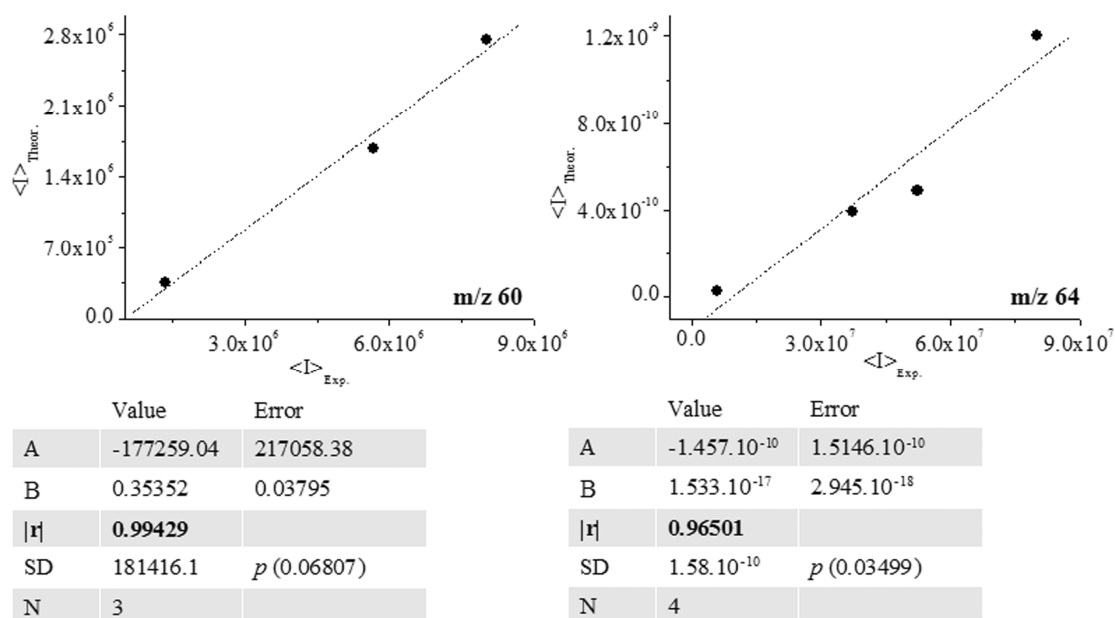 2.8x10⁶
2.1x10⁶
1.4x10⁶
7.0x10⁵
0.0
<I>Theor.
m/z 60
3.0x10⁶ 6.0x10⁶ 9.0x10⁶
<I>Exp.
1.2x10⁻⁹
8.0x10⁻¹⁰
4.0x10⁻¹⁰
0.0
<I>Theor.
m/z 64
0.0 3.0x10⁷ 6.0x10⁷ 9.0x10⁷
<I>Exp.
Value Error
A -177259.04 217058.38
B 0.35352 0.03795
|r| 0.99429
SD 181416.1 p (0.06807)
N 3
Value Error
A -1.457.10⁻¹⁰ 1.5146.10⁻¹⁰
B 1.533.10⁻¹⁷ 2.945.10⁻¹⁸
|r| 0.96501
SD 1.58.10⁻¹⁰ p (0.03499)
N 4